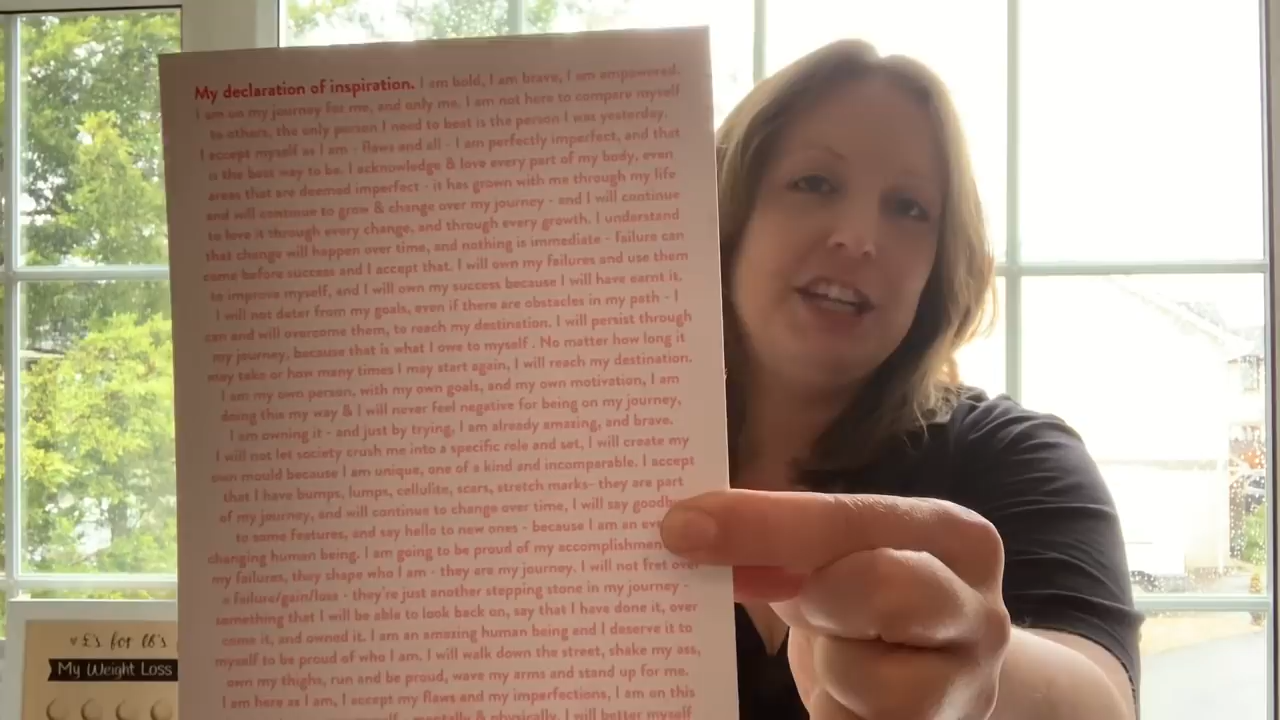 My declaration of inspiration. I am bold, I am brave, I am empowered.
I am on my journey for me, and only me. I am not here to compare myself
to others, the only person I need to beat is the person I was yesterday.
I accept myself as I am - flaws and all - I am perfectly imperfect, and that
is the best way to be. I acknowledge & love every part of my body, even
areas that are deemed imperfect - it has grown with me through my life
and will continue to grow & change over my journey - and I will continue
to love it through every change, and through every growth. I understand
that change will happen over time, and nothing is immediate - failure can
come before success and I accept that. I will own my failures and use them
to improve myself, and I will own my success because I will have earnt it.
I will not deter from my goals, even if there are obstacles in my path - I
can and will overcome them, to reach my destination. I will persist through
my journey, because that is what I owe to myself . No matter how long it
may take or how many times I may start again, I will reach my destination.
I am my own person, with my own goals, and my own motivation, I am
doing this my way & I will never feel negative for being on my journey,
I am owning it - and just by trying, I am already amazing, and brave.
I will not let society crush me into a specific role and set, I will create my
own mould because I am unique, one of a kind and incomparable. I accept
that I have bumps, lumps, cellulite, scars, stretch marks- they are part
of my journey, and will continue to change over time, I will say goodb
to some features, and say hello to new ones - because I am an ev
changing human being. I am going to be proud of my accomplishmen
my failures, they shape who I am - they are my journey. I will not fret over
a failure/gain/loss - they're just another stepping stone in my journey -
something that I will be able to look back on, say that I have done it, over
come it, and owned it. I am an amazing human being and I deserve it to
myself to be proud of who I am. I will walk down the street, shake my ass,
own my thighs, run and be proud, wave my arms and stand up for me.
I am here as I am, I accept my flaws and my imperfections, I am on this
mentally & physically. I will better myself
♥ £'s for lb's
My Weight Loss